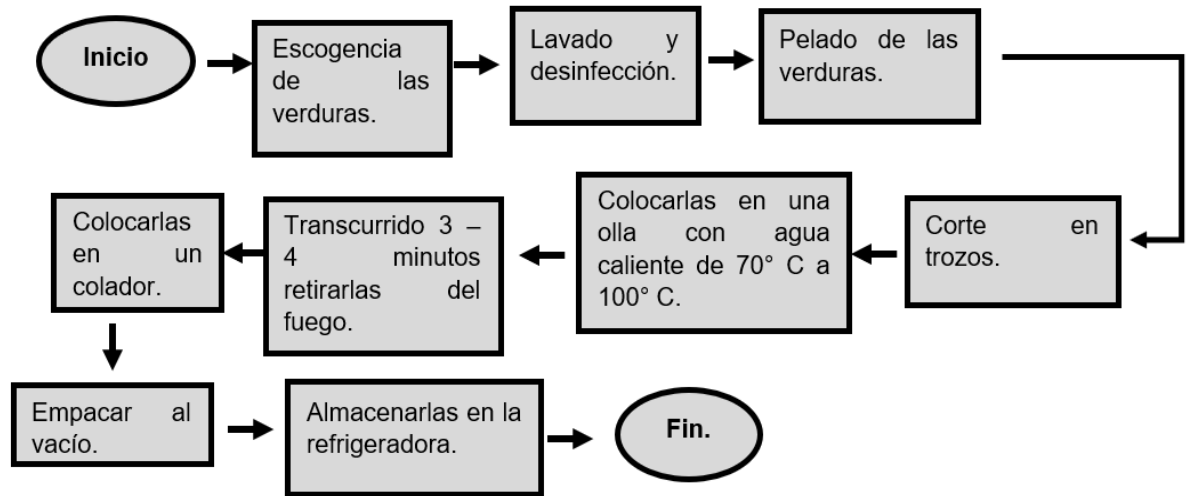 Inicio
Escogencia
de las
verduras.
Lavado y
desinfección.
Pelado de las
verduras.
Corte en
trozos.
Colocarlas en una
olla con agua
caliente de 70° C a
100° C.
Transcurrido 3 –
4 minutos
retirarlas del
fuego.
Colocarlas
en un
colador.
Empacar al
vacío.
Almacenarlas en la
refrigeradora.
Fin.